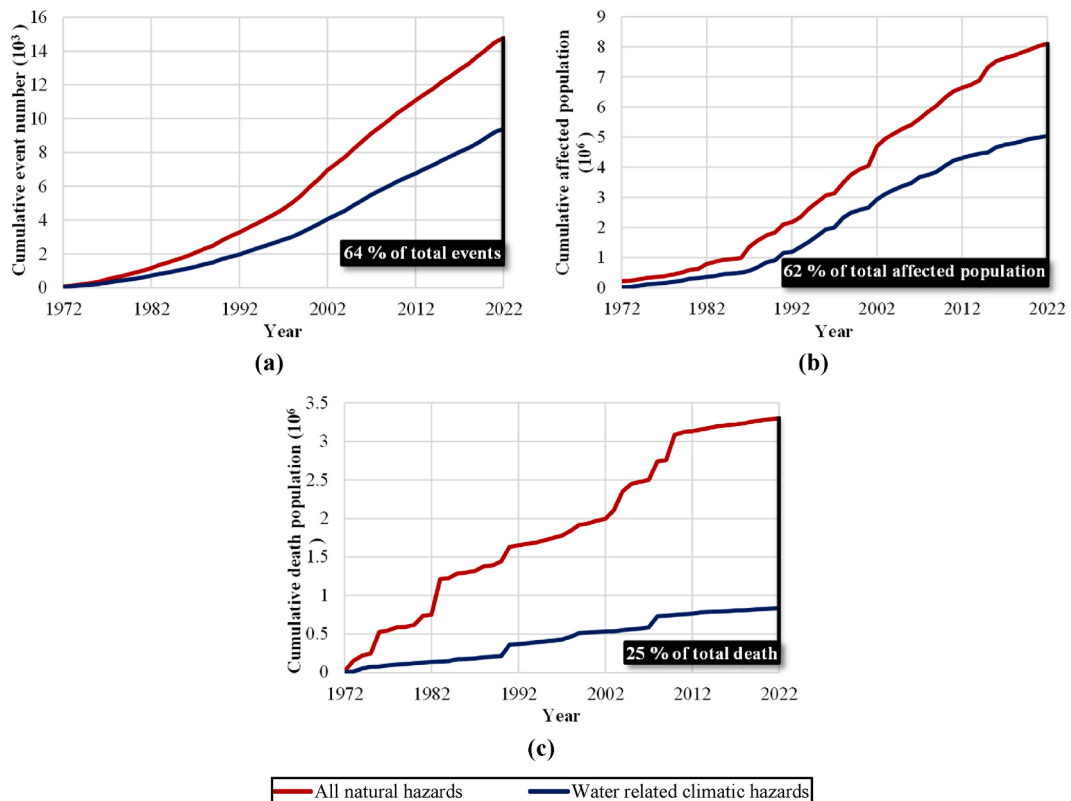 Cumulative event number (10³)
16
14
12
10
8
6
4
2
0
64 % of total events
1972 1982 1992 2002 2012 2022
Year
(a)
Cumulative affected population
(10⁶)
9
8
7
6
5
4
3
2
1
0
62 % of total affected population
1972 1982 1992 2002 2012 2022
Year
(b)
Cumulative death population (10⁶
)
3.5
3
2.5
2
1.5
1
0.5
0
25 % of total death
1972 1982 1992 2002 2012 2022
Year
(c)
All natural hazards Water related climatic hazards